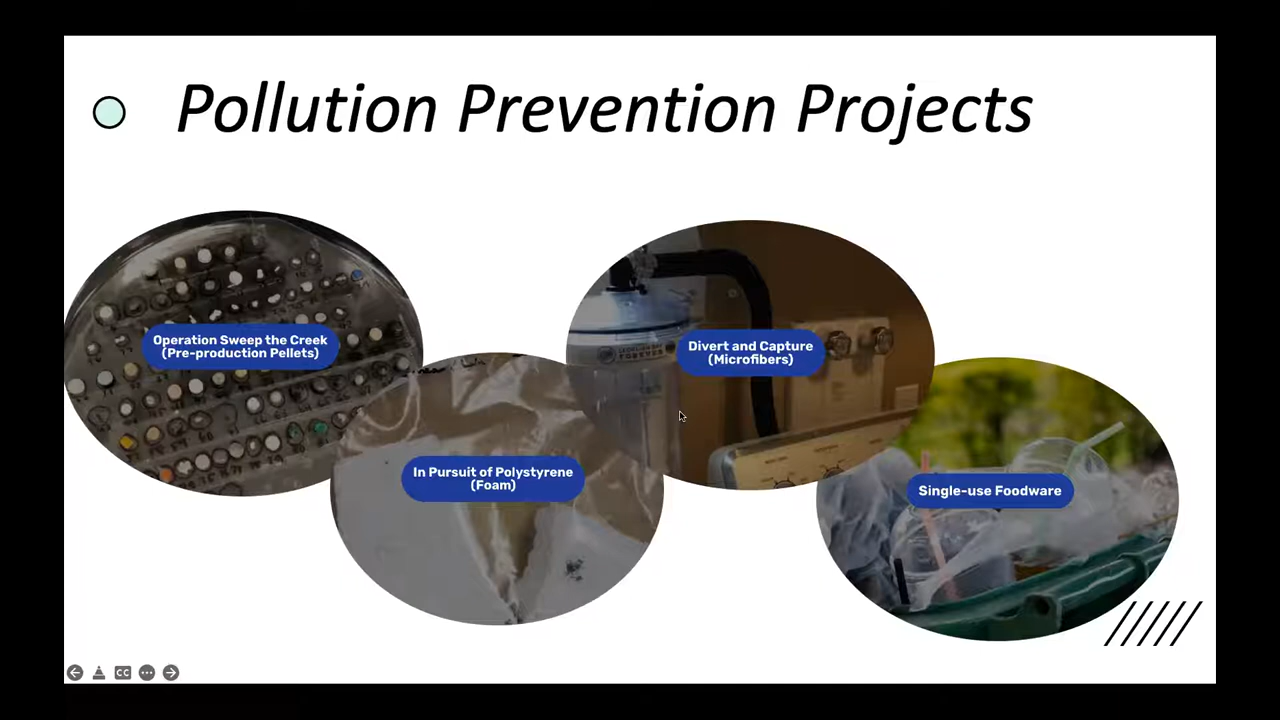 Pollution Prevention Projects
Operation Sweep the Creek
(Pre-production Pellets)
Divert and Capture
(Microfibers)
In Pursuit of Polystyrene
(Foam)
Single-use Foodware
CC